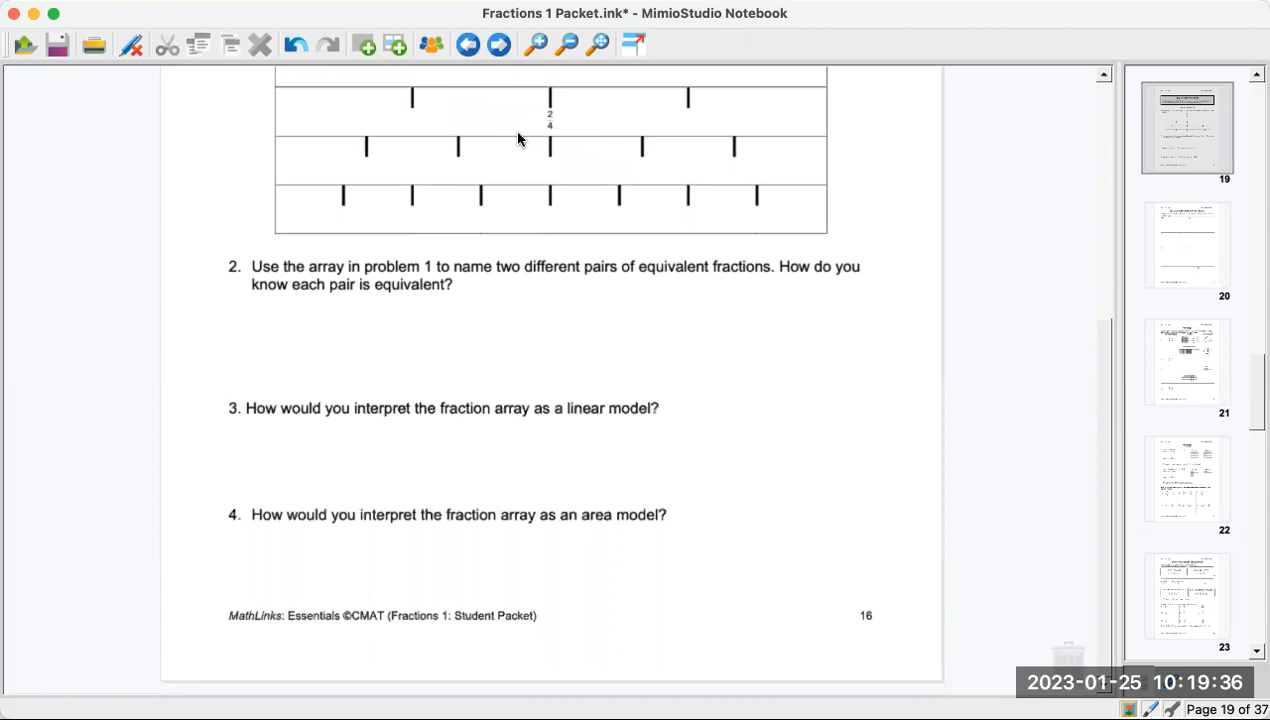 Fractions 1 Packet.ink* - MimioStudio Notebook
2
4
2. Use the array in problem 1 to name two different pairs of equivalent fractions. How do you
know each pair is equivalent?
3. How would you interpret the fraction array as a linear model?
4. How would you interpret the fraction array as an area model?
MathLinks: Essentials ©CMAT (Fractions 1: Student Packet)
16
19
20
21
22
23
2023-01-25 10:19:36
Page 19 of 37